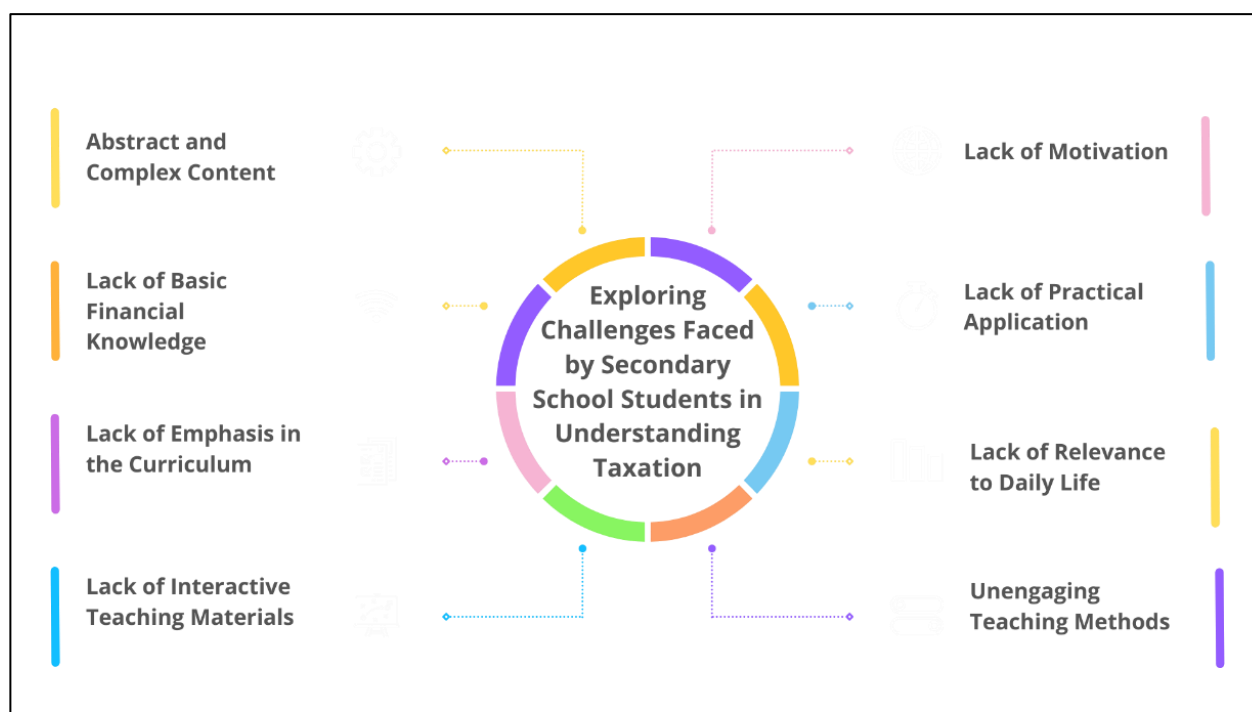 Abstract and
Complex Content
Lack of Basic
Financial
Knowledge
Lack of Emphasis in
the Curriculum
Lack of Interactive
Teaching Materials
Exploring
Challenges Faced
by Secondary
School Students in
Understanding
Taxation
Lack of Motivation
Lack of Practical
Application
Lack of Relevance
to Daily Life
Unengaging
Teaching Methods